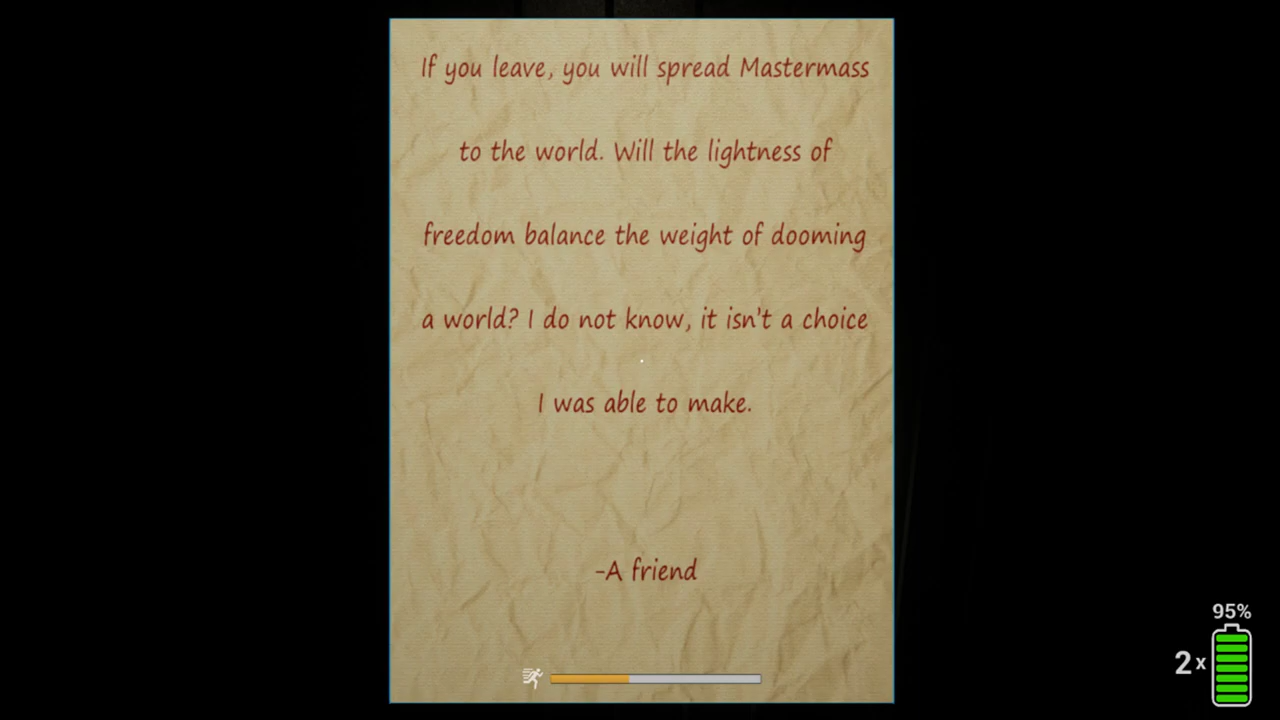 If you leave, you will spread Mastermass
to the world. Will the lightness of
freedom balance the weight of dooming
a world? I do not know, it isn't a choice
I was able to make.
-A friend
95%
2x